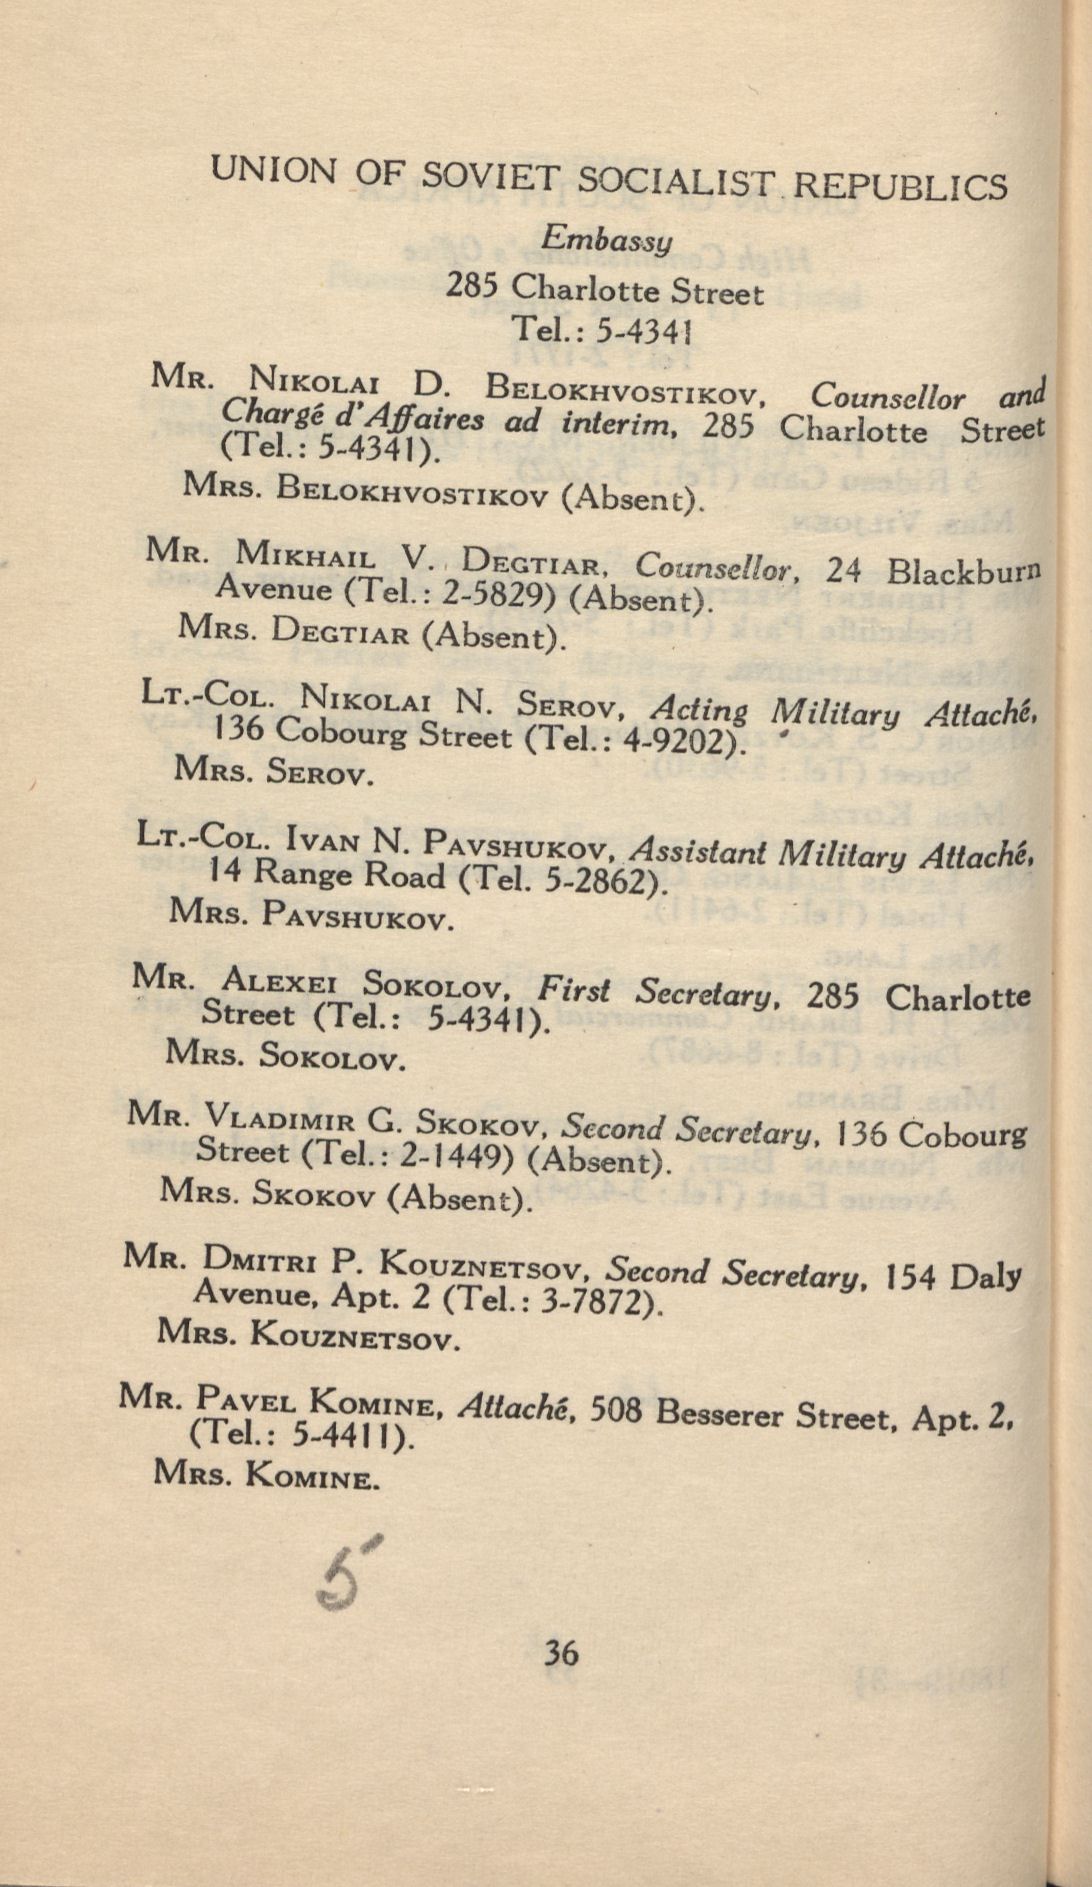 UNION OF SOVIET SOCIALIST REPUBLICS
Embassy
285 Charlotte Street
Tel.: 5-4341
MR. NIKOLAI D. BELOKHVOSTIKOV, Counsellor and
Chargé d'Affaires ad interim, 285 Charlotte Street
(Tel.: 5-4341).
MRS. BELOKHVOSTIKOV (Absent).
MR. MIKHAIL V. DEGTIAR, Counsellor, 24 Blackburn
Avenue (Tel.: 2-5829) (Absent).
MRS. DEGTIAR (Absent).
LT.-COL. NIKOLAI N. SEROV, Acting Military Attaché,
136 Cobourg Street (Tel.: 4-9202).
MRS. SEROV.
LT.-COL. IVAN N. PAVSHUKOV, Assistant Military Attaché,
14 Range Road (Tel. 5-2862).
MRS. PAVSHUKOV.
MR. ALEXEI SOKOLOV, First Secretary, 285 Charlotte
Street (Tel.: 5-4341).
MRS. SOKOLOV.
MR. VLADIMIR G. SKOKOV, Second Secretary, 136 Cobourg
Street (Tel.: 2-1449) (Absent).
MRS. SKOKOV (Absent).
MR. DMITRI P. KOUZNETSOV, Second Secretary, 154 Daly
Avenue, Apt. 2 (Tel.: 3-7872).
MRS. KOUZNETSOV.
MR. PAVEL KOMINE, Attaché, 508 Besserer Street, Apt. 2,
(Tel.: 5-4411).
MRS. KOMINE.
5
36